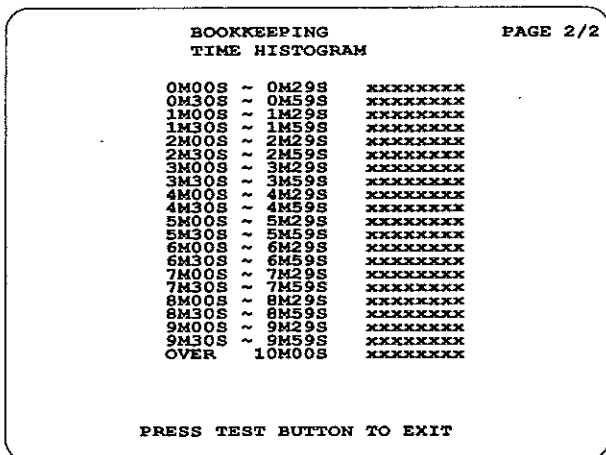 BOOKKEEPING PAGE 2/2
TIME HISTOGRAM
0M00S ~ 0M29S xxxxxxxx
0M30S ~ 0M59S xxxxxxxx
1M00S ~ 1M29S xxxxxxxx
1M30S ~ 1M59S xxxxxxxx
2M00S ~ 2M29S xxxxxxxx
2M30S ~ 2M59S xxxxxxxx
3M00S ~ 3M29S xxxxxxxx
3M30S ~ 3M59S xxxxxxxx
4M00S ~ 4M29S xxxxxxxx
4M30S ~ 4M59S xxxxxxxx
5M00S ~ 5M29S xxxxxxxx
5M30S ~ 5M59S xxxxxxxx
6M00S ~ 6M29S xxxxxxxx
6M30S ~ 6M59S xxxxxxxx
7M00S ~ 7M29S xxxxxxxx
7M30S ~ 7M59S xxxxxxxx
8M00S ~ 8M29S xxxxxxxx
8M30S ~ 8M59S xxxxxxxx
9M00S ~ 9M29S xxxxxxxx
9M30S ~ 9M59S xxxxxxxx
OVER 10M00S xxxxxxxx
PRESS TEST BUTTON TO EXIT